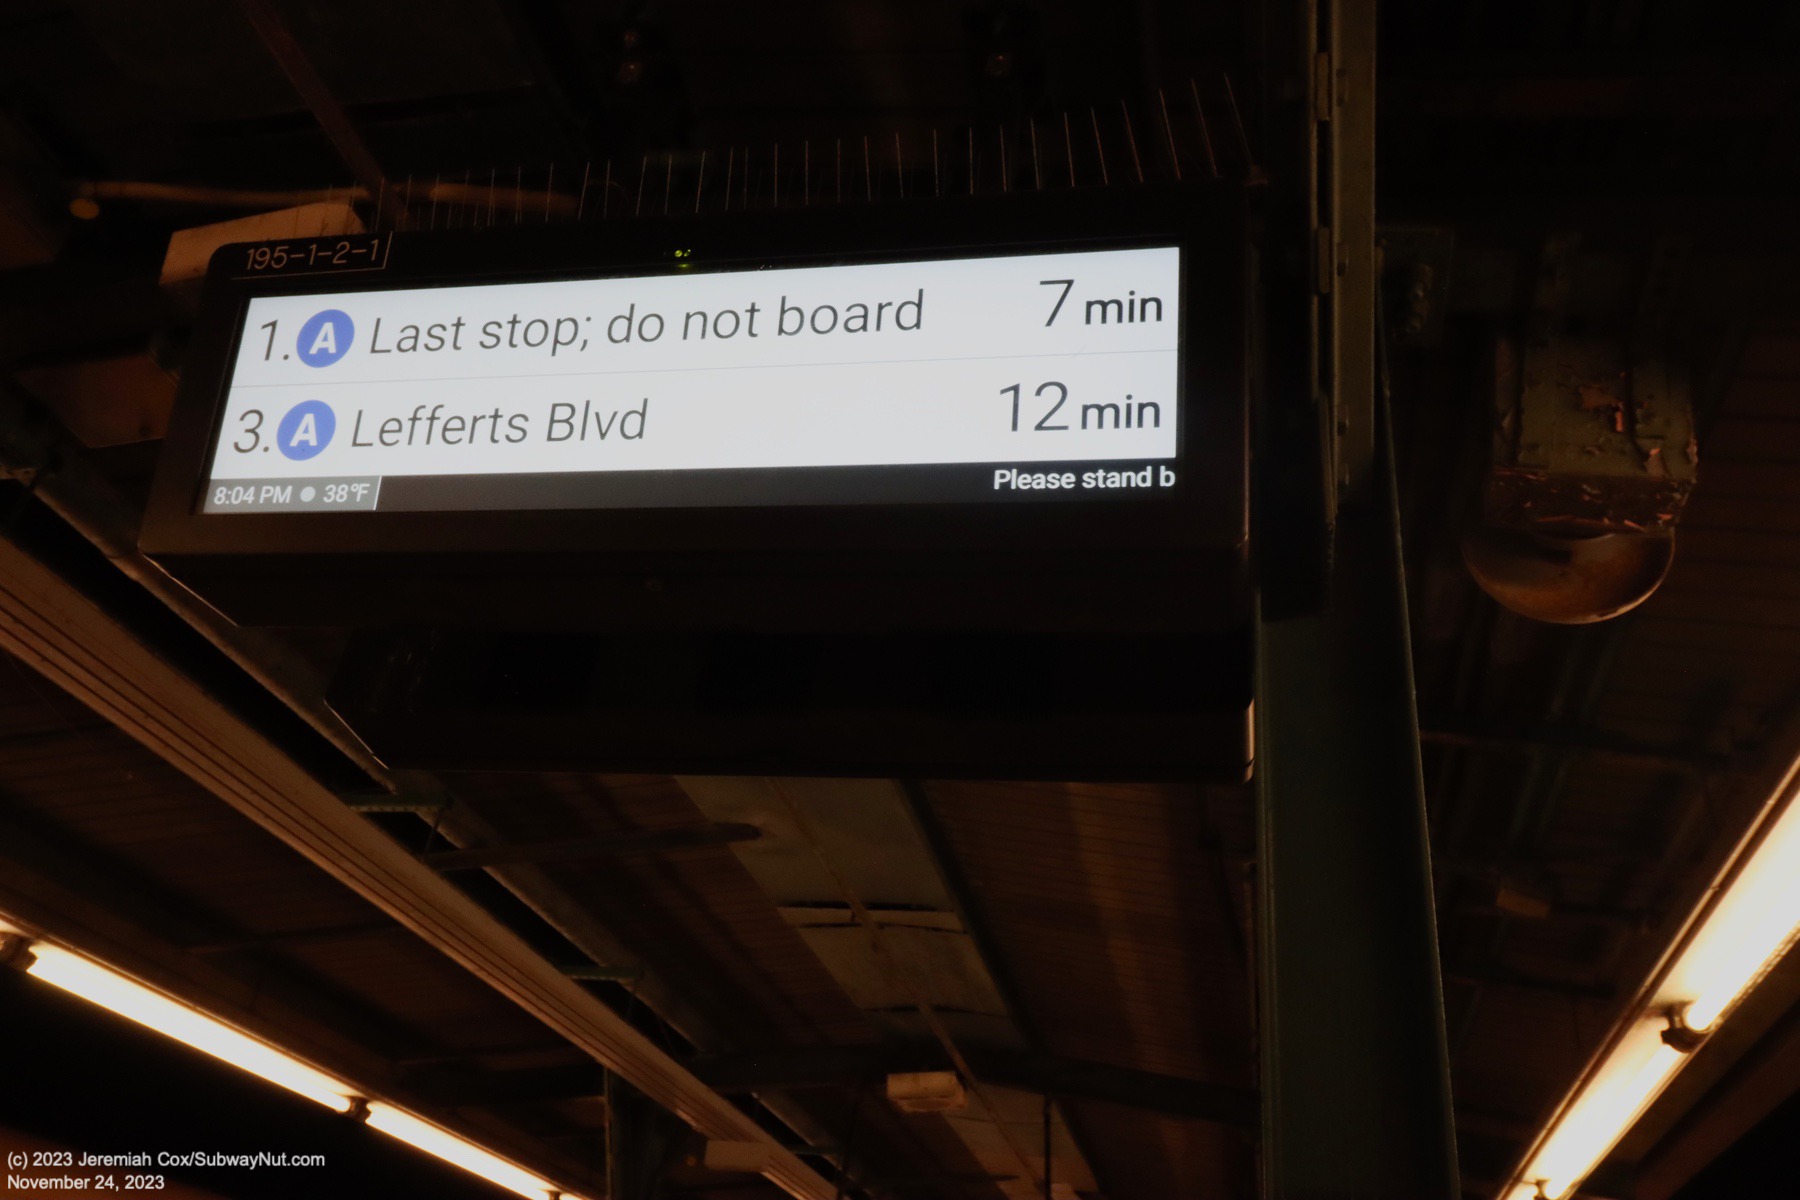 195-1-2-1
1. A Last stop; do not board 7 min
3. A Lefferts Blvd 12 min
8:04 PM 38°F Please stand b
(c) 2023 Jeremiah Cox/SubwayNut.com
November 24, 2023